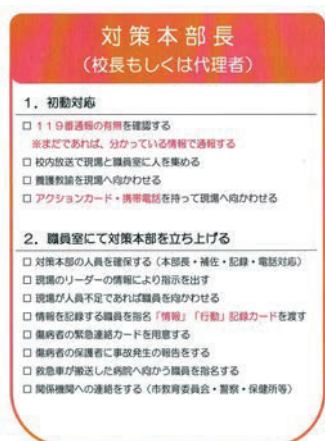 対策本部長
（校長もしくは代理者）
1．初動対応
□ 119番通報の有無を確認する
※まだであれば、分かっている情報で通報する
□ 校内放送で現場と職員室に人を集める
□ 養護教諭を現場へ向かわせる
□ アクションカード・携帯電話を持って現場へ向かわせる
2．職員室にて対策本部を立ち上げる
□ 対策本部の人員を確保する（本部長・補佐・記録・電話対応）
□ 現場のリーダーの情報により指示を出す
□ 現場が人員不足であれば職員を向かわせる
□ 情報を記録する職員を指名「情報」「行動」記録カードを渡す
□ 傷病者の緊急連絡カードを用意する
□ 傷病者の保護者に事故発生の報告をする
□ 救急車が搬送した病院へ向かう職員を指名する
□ 関係機関への連絡をする（市教育委員会・警察・保健所等）